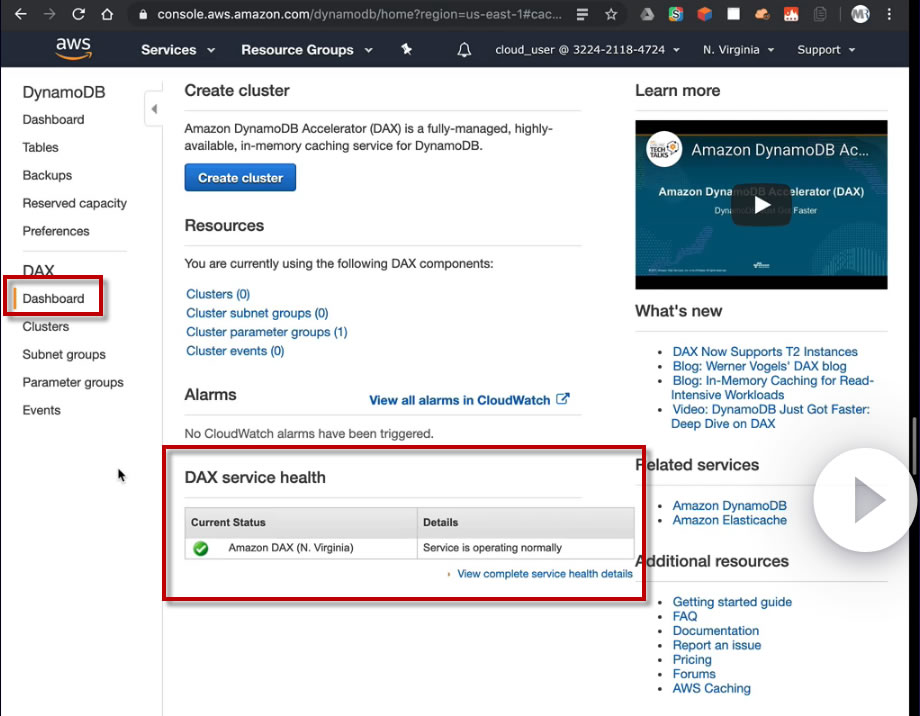 console.aws.amazon.com/dynamodb/home?region=us-east-1#cac...
aws
Services
Resource Groups
cloud_user @ 3224-2118-4724
N. Virginia
Support
DynamoDB
Dashboard
Tables
Backups
Reserved capacity
Preferences
DAX
Dashboard
Clusters
Subnet groups
Parameter groups
Events
Create cluster
Amazon DynamoDB Accelerator (DAX) is a fully-managed, highly-
available, in-memory caching service for DynamoDB.
Create cluster
Resources
You are currently using the following DAX components:
Clusters (0)
Cluster subnet groups (0)
Cluster parameter groups (1)
Cluster events (0)
Alarms
View all alarms in CloudWatch
No CloudWatch alarms have been triggered.
DAX service health
Current Status
Details
Amazon DAX (N. Virginia)
Service is operating normally
View complete service health details
Learn more
TECH
TALKS
Amazon DynamoDB Ac...
Amazon DynamoDB Accelerator (DAX)
Faster
What's new
DAX Now Supports T2 Instances
Blog: Werner Vogels' DAX blog
Blog: In-Memory Caching for Read-
Intensive Workloads
Video: DynamoDB Just Got Faster:
Deep Dive on DAX
Related services
Amazon DynamoDB
Amazon Elasticache
Additional resources
Getting started guide
FAQ
Documentation
Report an issue
Pricing
Forums
AWS Caching